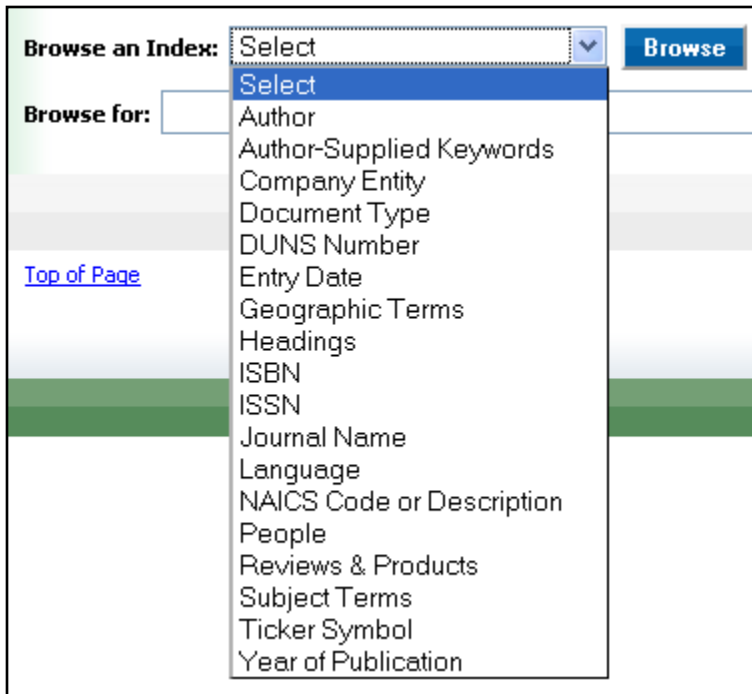 Browse an Index: Select Browse
Select
Browse for:
Author
Author-Supplied Keywords
Company Entity
Document Type
DUNS Number
Top of Page
Entry Date
Geographic Terms
Headings
ISBN
ISSN
Journal Name
Language
NAICS Code or Description
People
Reviews & Products
Subject Terms
Ticker Symbol
Year of Publication